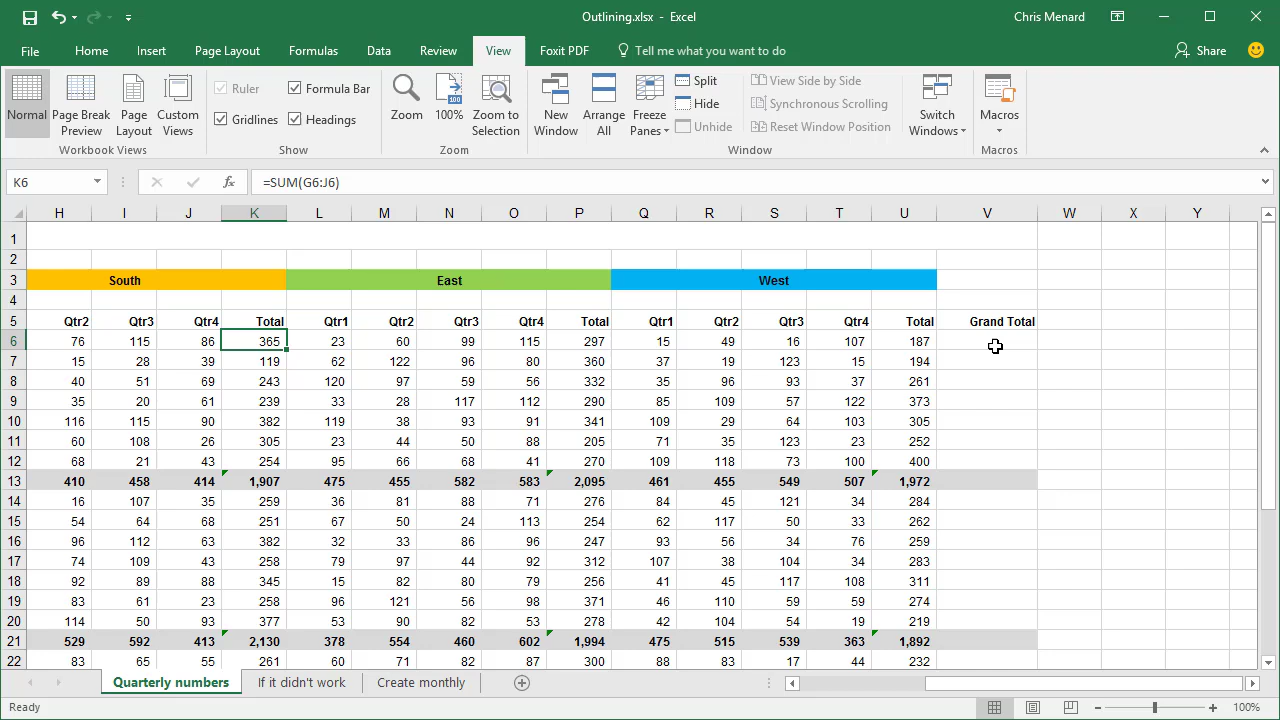 Outlining.xlsx - Excel
Chris Menard
File Home Insert Page Layout Formulas Data Review View Foxit PDF Tell me what you want to do Share
Normal
Page Break Preview
Page Layout
Custom Views
Workbook Views
Ruler
Formula Bar
Gridlines
Headings
Show
Zoom
100
100%
Zoom to Selection
Zoom
New Window
Arrange All
Freeze Panes
Split
Hide
Unhide
View Side by Side
Synchronous Scrolling
Reset Window Position
Switch Windows
Window
Macros
Macros
K6 fx =SUM(G6:J6)
H I J K L M N O P Q R S T U V W X Y
1
2
3 South East West
4
5 Qtr2 Qtr3 Qtr4 Total Qtr1 Qtr2 Qtr3 Qtr4 Total Qtr1 Qtr2 Qtr3 Qtr4 Total Grand Total
6 76 115 86 365 23 60 99 115 297 15 49 16 107 187
7 15 28 39 119 62 122 96 80 360 37 19 123 15 194
8 40 51 69 243 120 97 59 56 332 35 96 93 37 261
9 35 20 61 239 33 28 117 112 290 85 109 57 122 373
10 116 115 90 382 119 38 93 91 341 109 29 64 103 305
11 60 108 26 305 23 44 50 88 205 71 35 123 23 252
12 68 21 43 254 95 66 68 41 270 109 118 73 100 400
13 410 458 414 1,907 475 455 582 583 2,095 461 455 549 507 1,972
14 16 107 35 259 36 81 88 71 276 84 45 121 34 284
15 54 64 68 251 67 50 24 113 254 62 117 50 33 262
16 96 112 63 382 32 33 86 96 247 93 56 34 76 259
17 74 109 43 258 79 97 44 92 312 107 38 104 34 283
18 92 89 88 345 15 82 80 79 256 41 45 117 108 311
19 83 61 23 258 96 121 56 98 371 46 110 59 59 274
20 114 50 93 377 53 90 82 53 278 42 104 54 19 219
21 529 592 413 2,130 378 554 460 602 1,994 475 515 539 363 1,892
22 83 65 55 261 60 71 82 87 300 88 83 17 44 232
Quarterly numbers If it didn't work Create monthly
Ready 100%